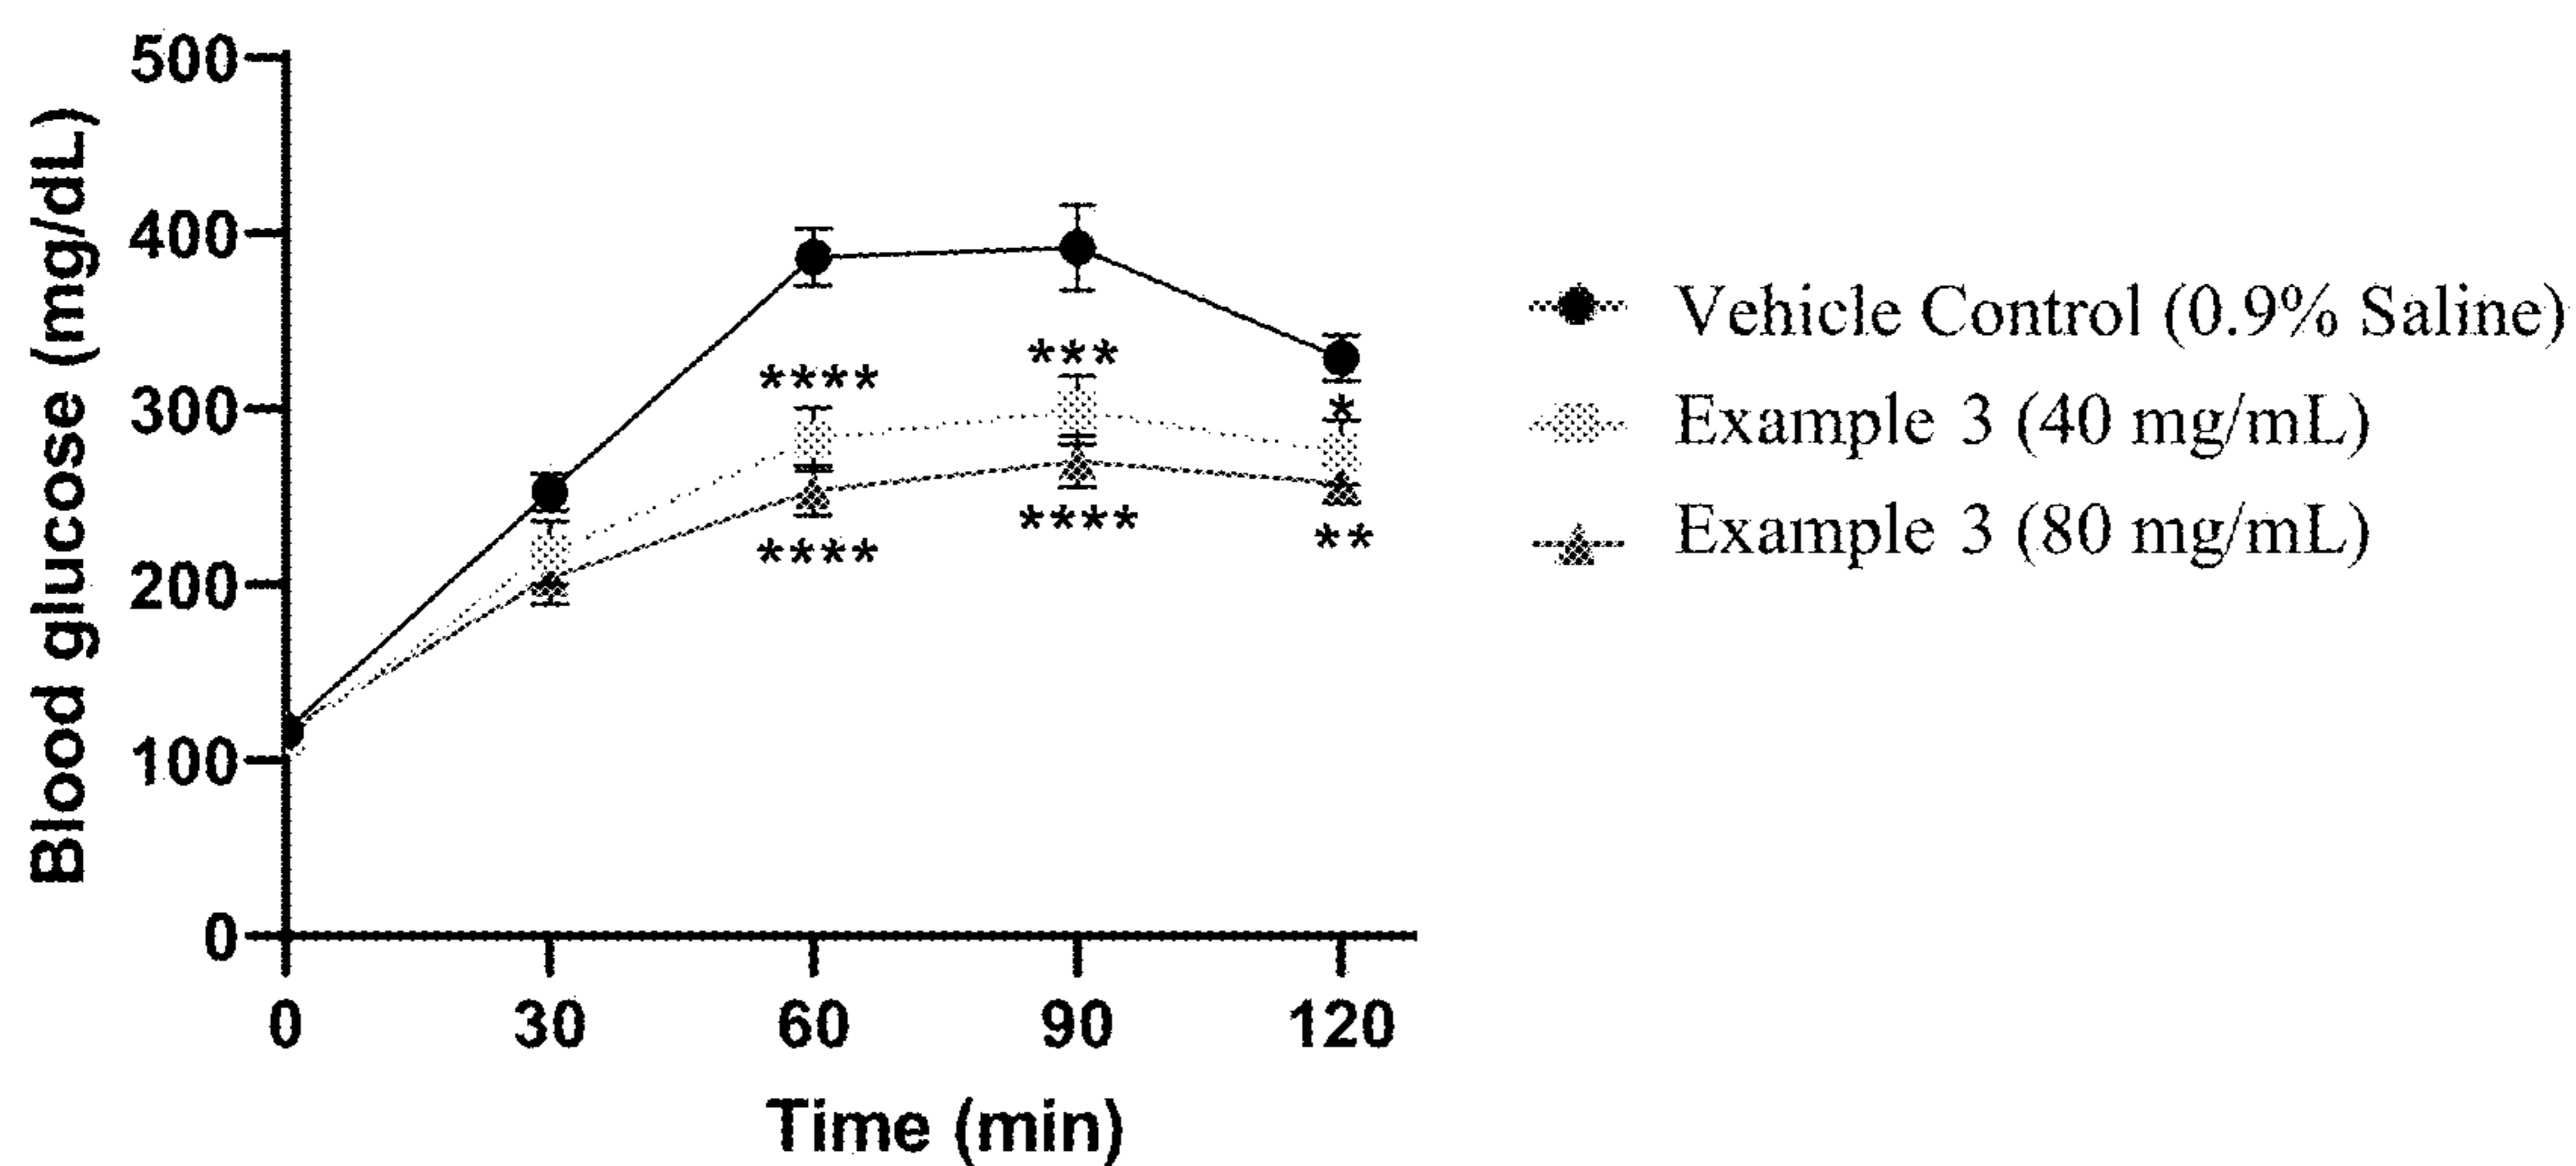 Blood glucose (mg/dL)
500
400
300
200
100
0
0 30 60 90 120
Time (min)
**** *** *
**** **** **
Vehicle Control (0.9% Saline)
Example 3 (40 mg/mL)
Example 3 (80 mg/mL)